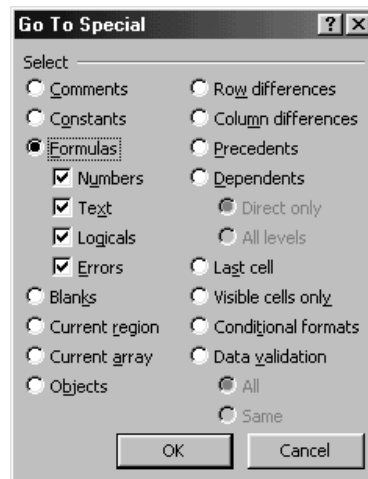 Go To Special
Select
Comments
Constants
Formulas
Numbers
Text
Logicals
Errors
Blanks
Current region
Current array
Objects
Row differences
Column differences
Precedents
Dependents
Direct only
All levels
Last cell
Visible cells only
Conditional formats
Data validation
All
Same
OK
Cancel